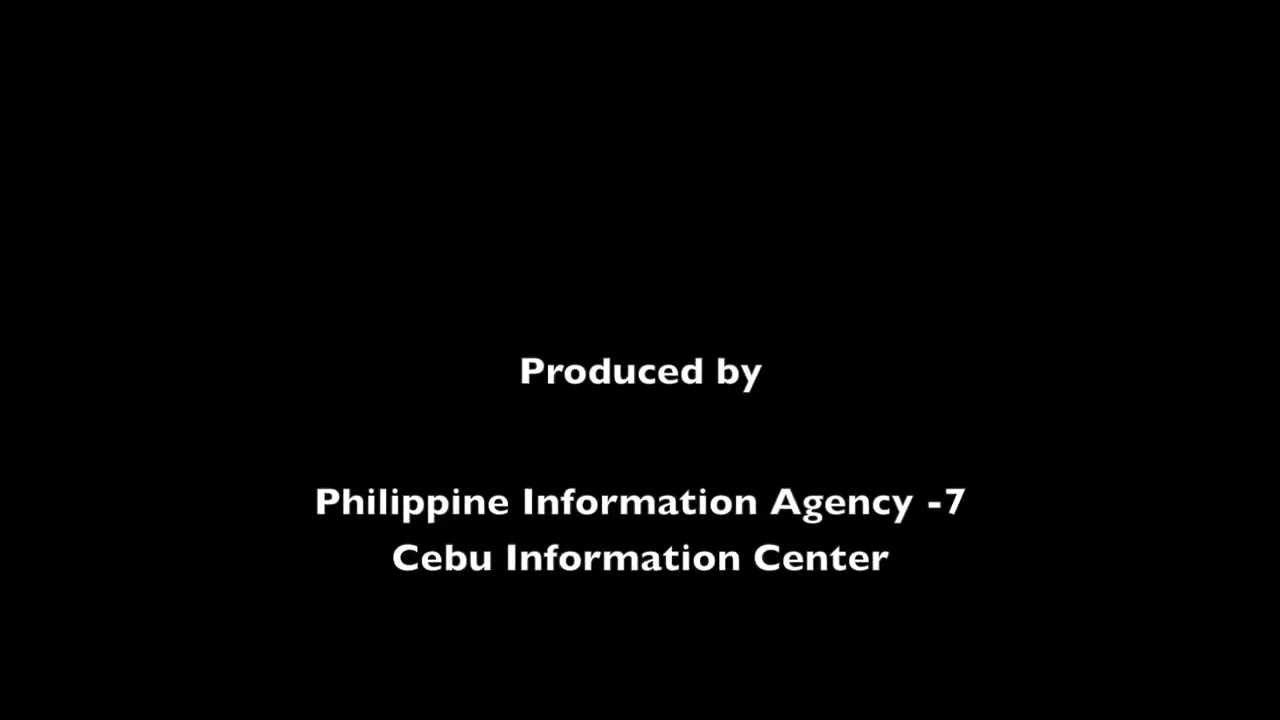 Produced by
Philippine Information Agency -7
Cebu Information Center